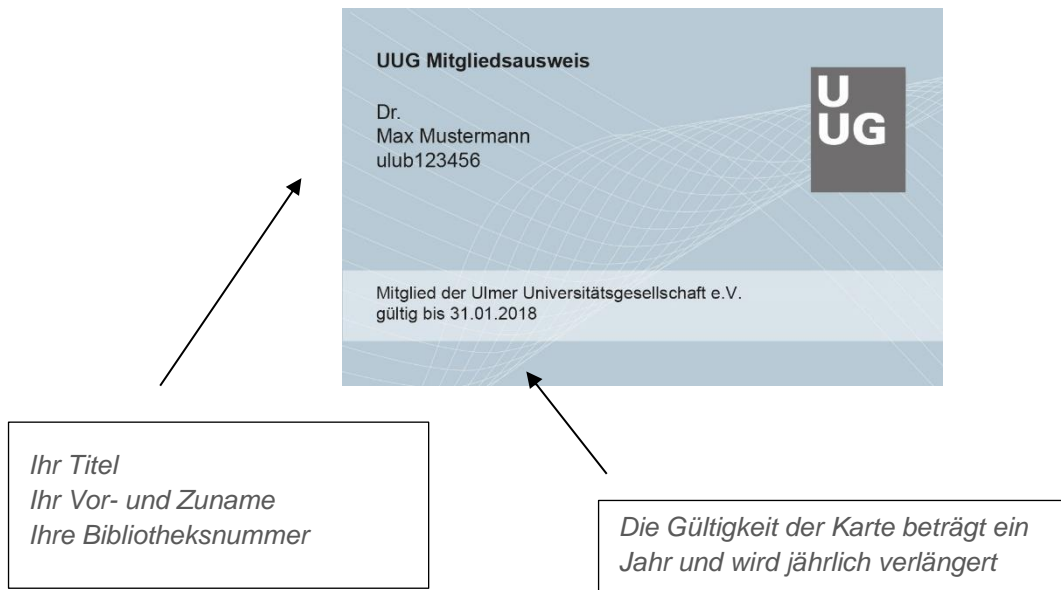 UUG Mitgliedsausweis
Dr.
Max Mustermann
ulub123456
U
UG
Mitglied der Ulmer Universitätsgesellschaft e.V.
gültig bis 31.01.2018
Ihr Titel
Ihr Vor- und Zuname
Ihre Bibliotheksnummer
Die Gültigkeit der Karte beträgt ein
Jahr und wird jährlich verlängert